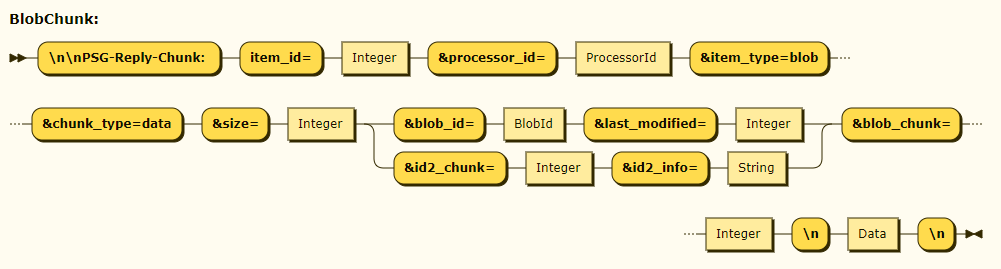 BlobChunk:
\n\nPSG-Reply-Chunk: item_id= Integer &processor_id= ProcessorId &item_type=blob
&chunk_type=data &size= Integer &blob_id= BlobId &last_modified= Integer &blob_chunk=
&id2_chunk= Integer &id2_info= String
Integer \n Data \n